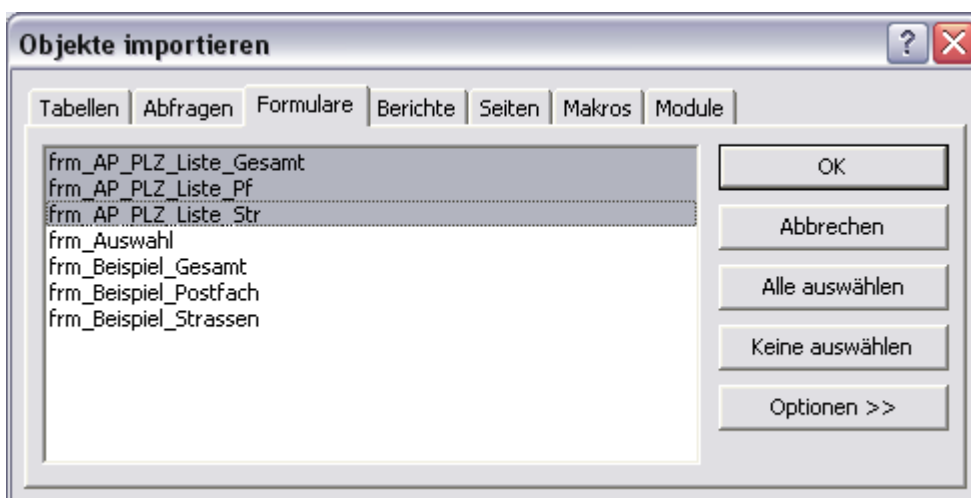 Objekte importieren
Tabellen Abfragen Formulare Berichte Seiten Makros Module
frm_AP_PLZ_Liste_Gesamt
frm_AP_PLZ_Liste_Pf
frm_AP_PLZ_Liste_Str
frm_Auswahl
frm_Beispiel_Gesamt
frm_Beispiel_Postfach
frm_Beispiel_Strassen
OK
Abbrechen
Alle auswählen
Keine auswählen
Optionen >>